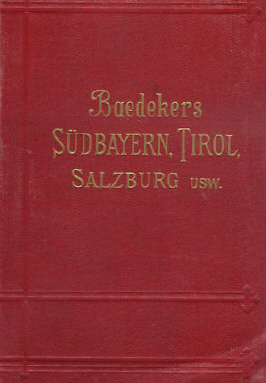 Baedekers
SÜDBAYERN, TIROL,
SALZBURG USW.